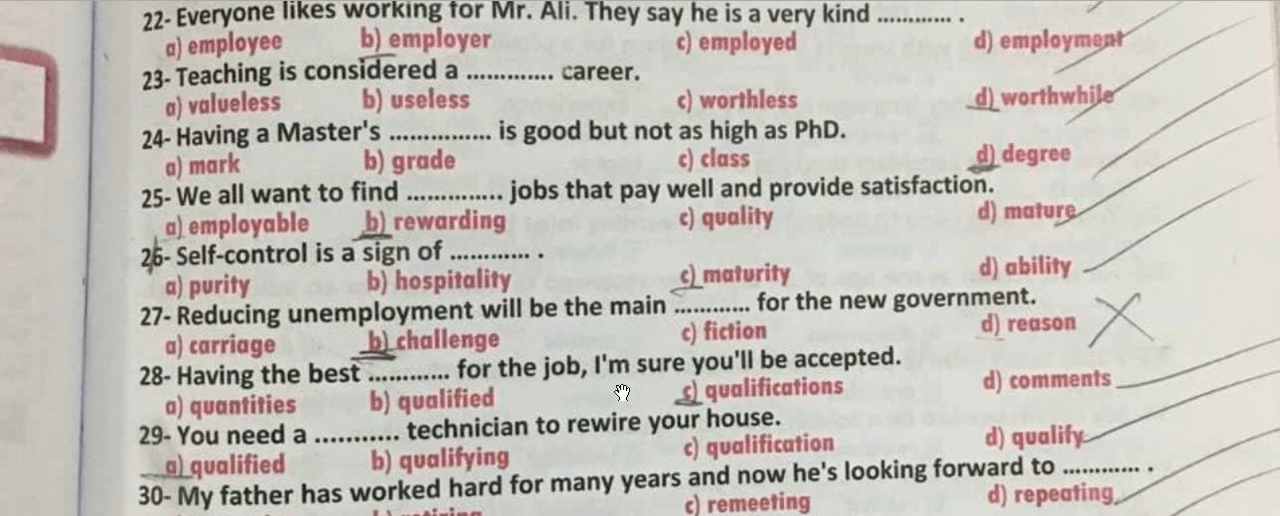 22- Everyone likes working for Mr. Ali. They say he is a very kind ............. .
a) employee b) employer c) employed d) employment
23- Teaching is considered a ............. career.
a) valueless b) useless c) worthless d) worthwhile
24- Having a Master's ............... is good but not as high as PhD.
a) mark b) grade c) class d) degree
25- We all want to find .............. jobs that pay well and provide satisfaction.
a) employable b) rewarding c) quality d) mature
26- Self-control is a sign of ............ .
a) purity b) hospitality c) maturity d) ability
27- Reducing unemployment will be the main ............ for the new government.
a) carriage b) challenge c) fiction d) reason
28- Having the best ............ for the job, I'm sure you'll be accepted.
a) quantities b) qualified c) qualifications d) comments
29- You need a ............ technician to rewire your house.
a) qualified b) qualifying c) qualification d) qualify
30- My father has worked hard for many years and now he's looking forward to ............ .
c) remeeting d) repeating